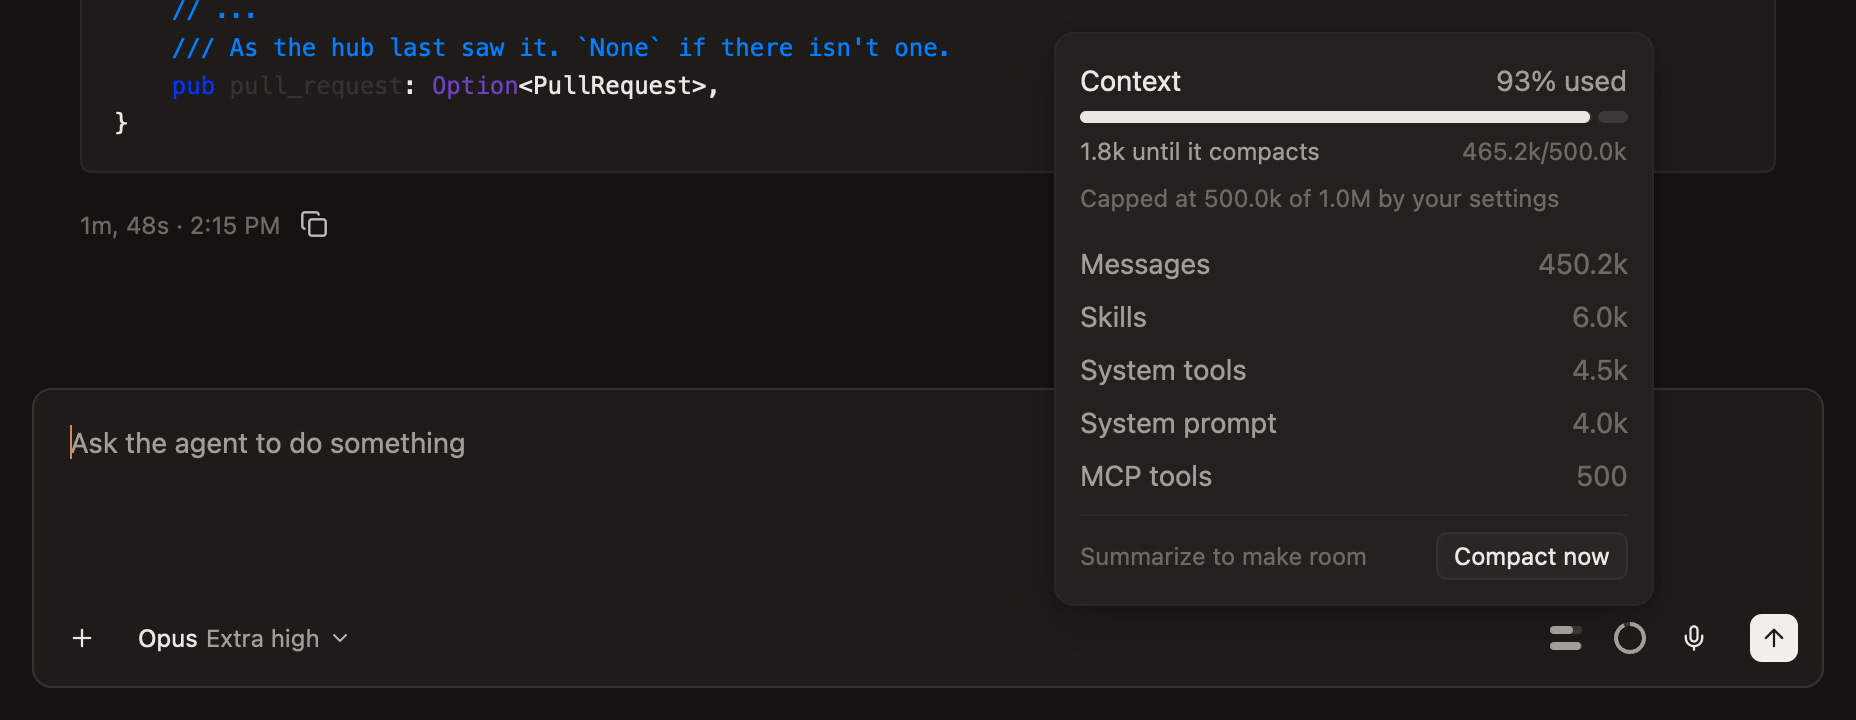 // ...
/// As the hub last saw it. `None` if there isn't one.
pub pull_request: Option<PullRequest>,
}
1m, 48s · 2:15 PM
Context 93% used
1.8k until it compacts 465.2k/500.0k
Capped at 500.0k of 1.0M by your settings
Messages 450.2k
Skills 6.0k
System tools 4.5k
System prompt 4.0k
MCP tools 500
Summarize to make room Compact now
Ask the agent to do something
Opus Extra high